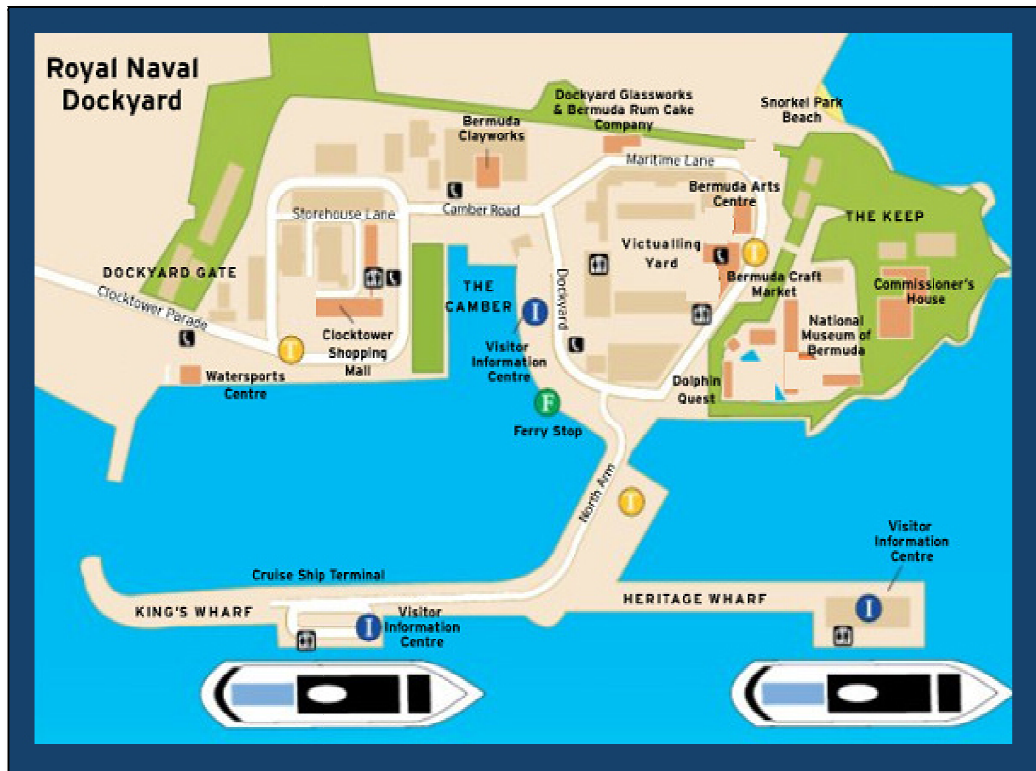 Royal Naval
Dockyard
Dockyard Glassworks
& Bermuda Rum Cake
Company
Snorkel Park
Beach
Bermuda
Clayworks
Maritime Lane
Bermuda Arts
Centre
Storehouse Lane
Camber Road
THE KEEP
Victualling
Yard
DOCKYARD GATE
THE
CAMBER
Dockyard
Bermuda Craft
Market
Commissioner's
House
Clocktower Parade
I
T
National
Museum of
Bermuda
Clocktower
Shopping
Mall
T
Visitor
Information
Centre
Watersports
Centre
Dolphin
Quest
F
Ferry Stop
North Arm
T
Visitor
Information
Centre
Cruise Ship Terminal
KING'S WHARF
I
Visitor
Information
Centre
HERITAGE WHARF
I